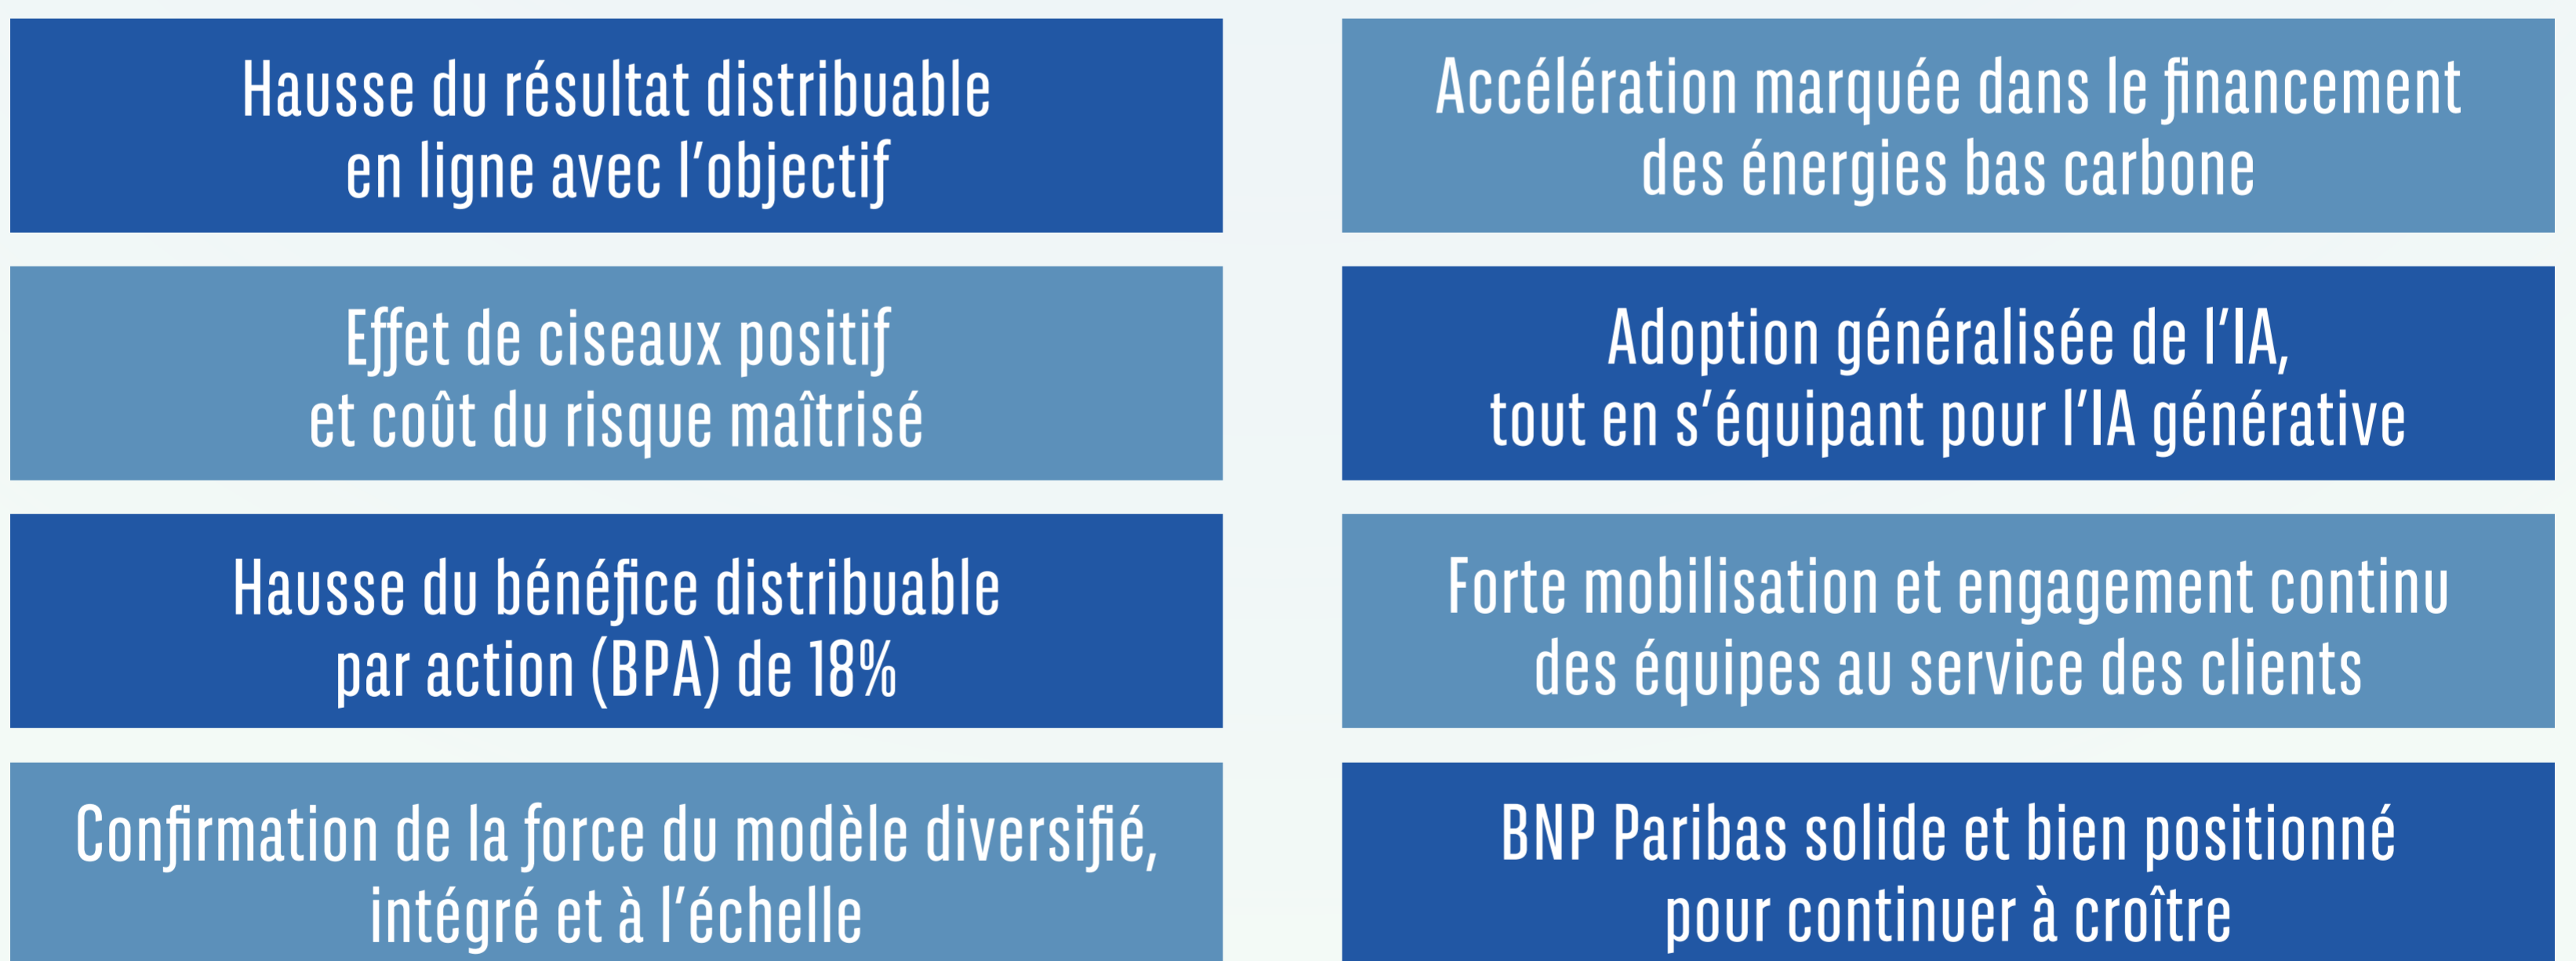 Hausse du résultat distribuable
en ligne avec l'objectif
Effet de ciseaux positif
et coût du risque maîtrisé
Hausse du bénéfice distribuable
par action (BPA) de 18%
Confirmation de la force du modèle diversifié,
intégré et à l'échelle
Accélération marquée dans le financement
des énergies bas carbone
Adoption généralisée de l'IA,
tout en s'équipant pour l'IA générative
Forte mobilisation et engagement continu
des équipes au service des clients
BNP Paribas solide et bien positionné
pour continuer à croître